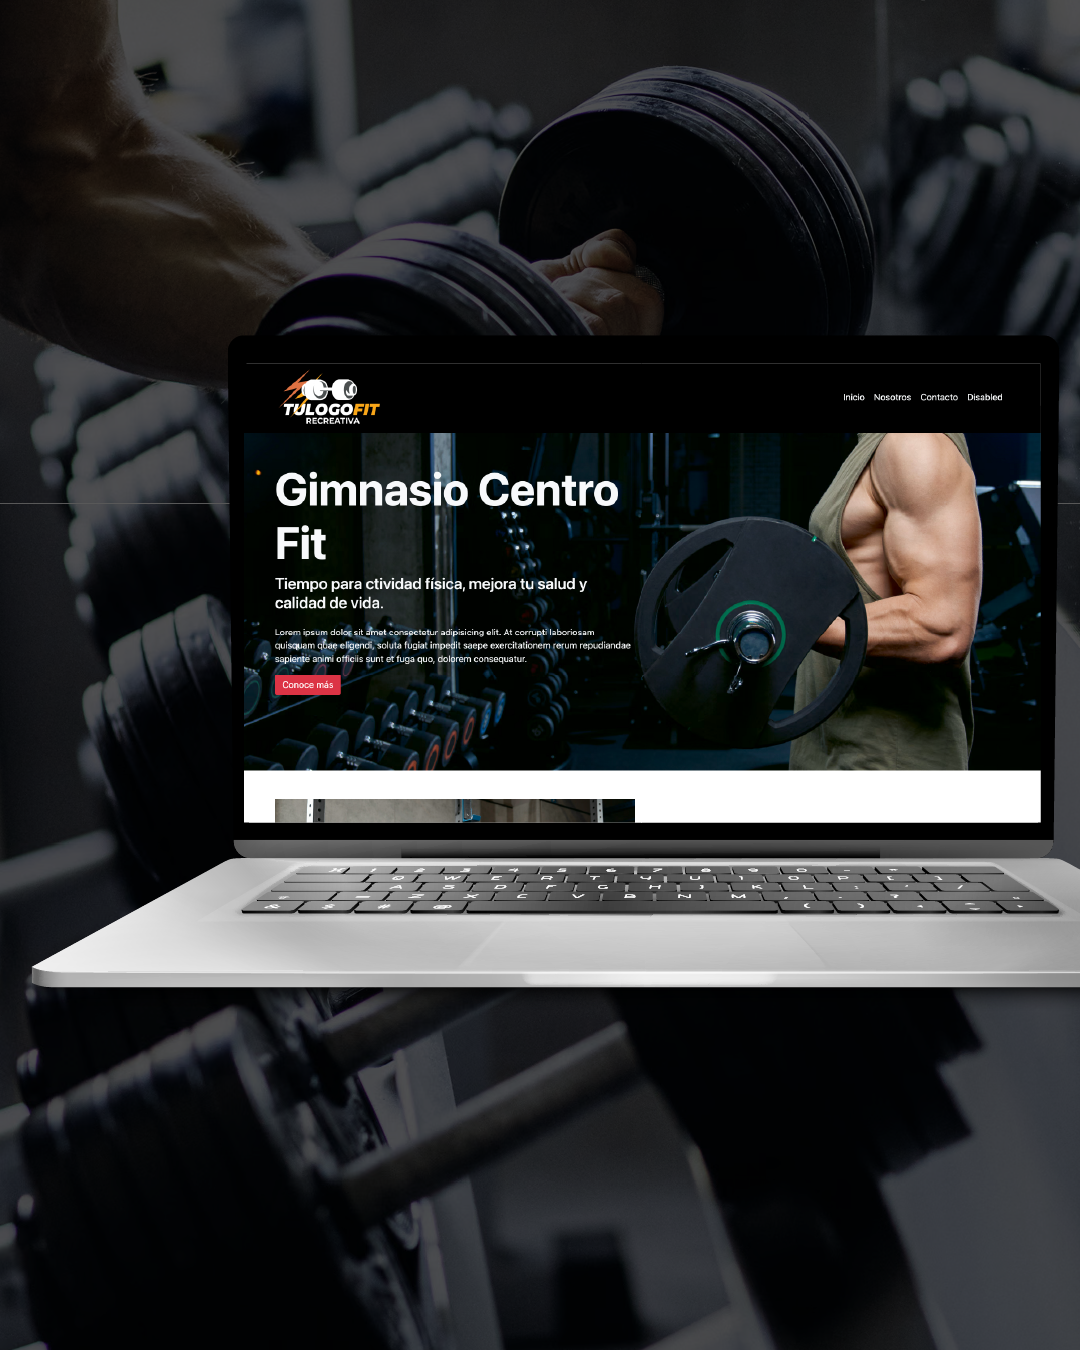 TULOGOFIT
RECREATIVA
Inicio Nosotros Contacto Disabled
Gimnasio Centro
Fit
Tiempo para ctividad física, mejora tu salud y
calidad de vida.
Lorem ipsum dolor sit amet consectetur adipisicing elit. At corrupti laboriosam
quisquam quae eligendi, soluta fugiat impedit saepe exercitationem rerum repudiandae
sapiente animi officiis sunt et fuga quo, dolorem consequatur.
Conoce más
Q W E R T Y U I O P
A S D F G H J K L
Z X C V B N M